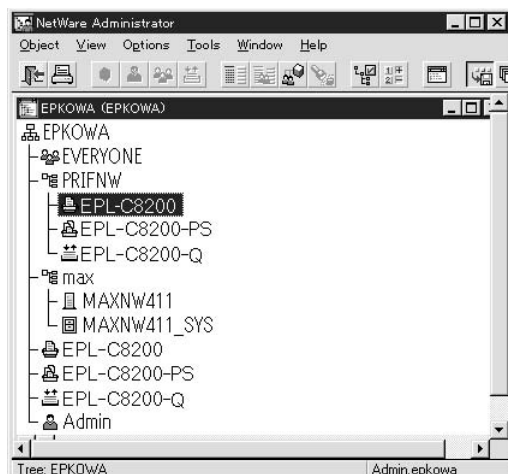 NetWare Administrator
Object View Options Tools Window Help
EPKOWA (EPKOWA)
EPKOWA
EVERYONE
PRIFNW
EPL-C8200
EPL-C8200-PS
EPL-C8200-Q
max
MAXNW411
MAXNW411_SYS
EPL-C8200
EPL-C8200-PS
EPL-C8200-Q
Admin
Tree: EPKOWA Admin.epkowa